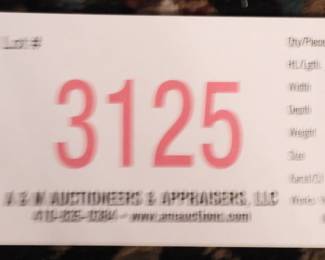 Lot #
3125
Qty/Piece
Ht./Lgth.
Width
Depth
Weight
Size
A & M AUCTIONEERS & APPRAISERS, LLC
www.amauctions.com